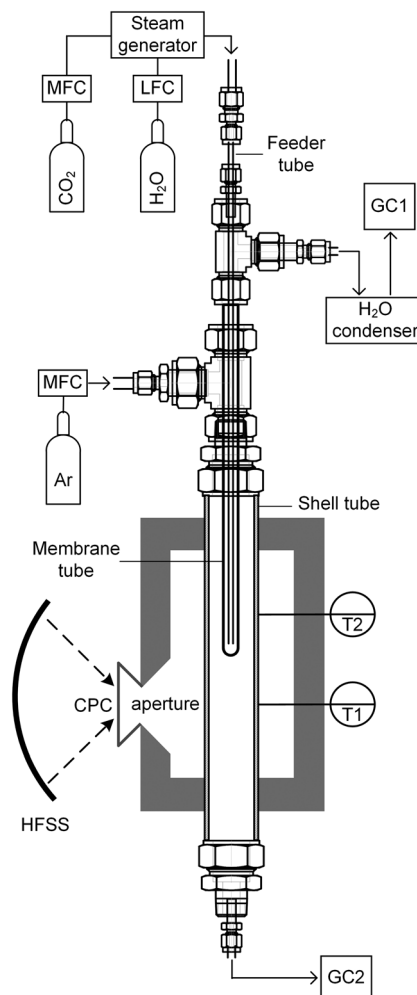 Steam
generator
MFC
LFC
CO₂
H₂O
Feeder
tube
GC1
H₂O
condenser
MFC
Ar
Shell tube
Membrane
tube
T2
CPC
aperture
T1
HFSS
GC2